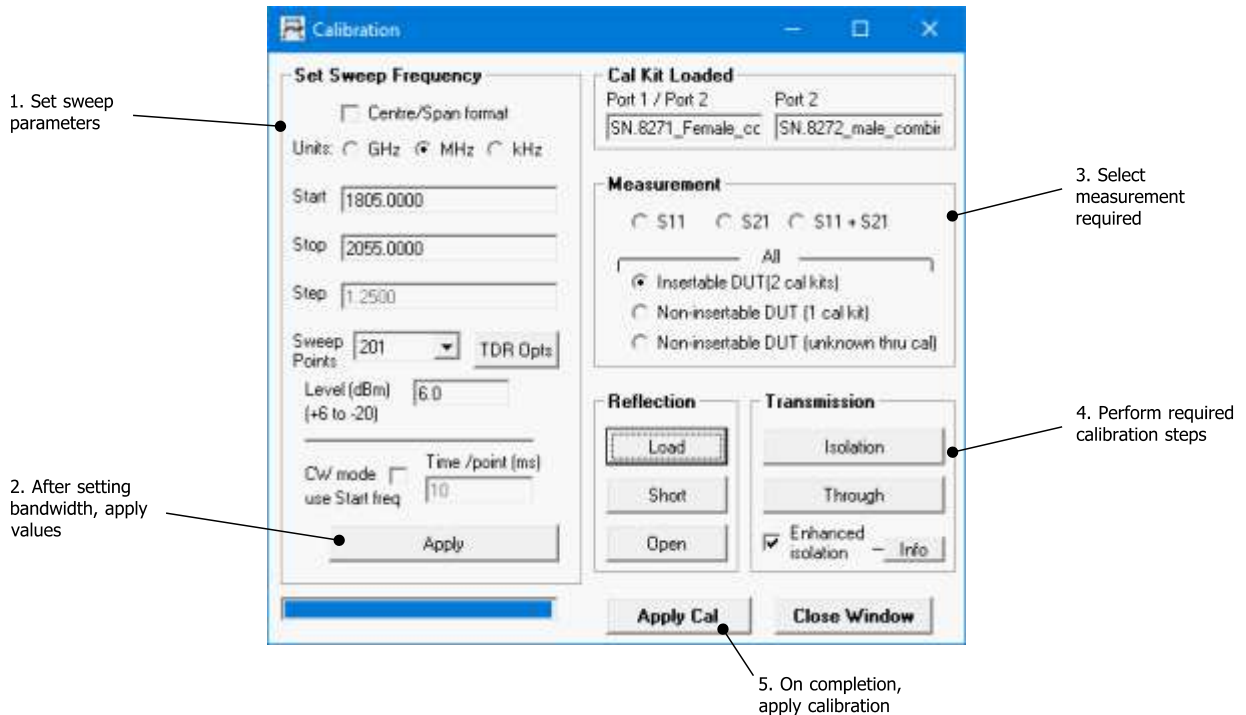 Calibration
1. Set sweep
parameters
Set Sweep Frequency
Centre/Span format
Units: GHz MHz kHz
Start 1805.0000
Stop 2055.0000
Step 1.2500
Sweep
Points
201
TDR Opts
Level (dBm)
(+6 to -20)
6.0
CW mode
use Start freq
Time /point (ms)
10
2. After setting
bandwidth, apply
values
Apply
Cal Kit Loaded
Port 1 / Port 2 Port 2
SN.8271_Female_cc SN.8272_male_combin
Measurement
S11 S21 S11 + S21
All
Insertable DUT(2 cal kits)
Non-insertable DUT (1 cal kit)
Non-insertable DUT (unknown thru cal)
3. Select
measurement
required
Reflection
Load
Short
Open
Transmission
Isolation
Through
Enhanced
isolation
Info
4. Perform required
calibration steps
Apply Cal
Close Window
5. On completion,
apply calibration